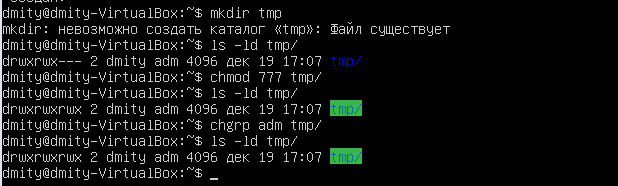 dmity@dmity-VirtualBox:~$ mkdir tmp
mkdir: невозможно создать каталог «tmp»: Файл существует
dmity@dmity-VirtualBox:~$ ls -ld tmp/
drwxrwx--- 2 dmity adm 4096 дек 19 17:07 tmp/
dmity@dmity-VirtualBox:~$ chmod 777 tmp/
dmity@dmity-VirtualBox:~$ ls -ld tmp/
drwxrwxrwx 2 dmity adm 4096 дек 19 17:07 tmp/
dmity@dmity-VirtualBox:~$ chgrp adm tmp/
dmity@dmity-VirtualBox:~$ ls -ld tmp/
drwxrwxrwx 2 dmity adm 4096 дек 19 17:07 tmp/
dmity@dmity-VirtualBox:~$ _